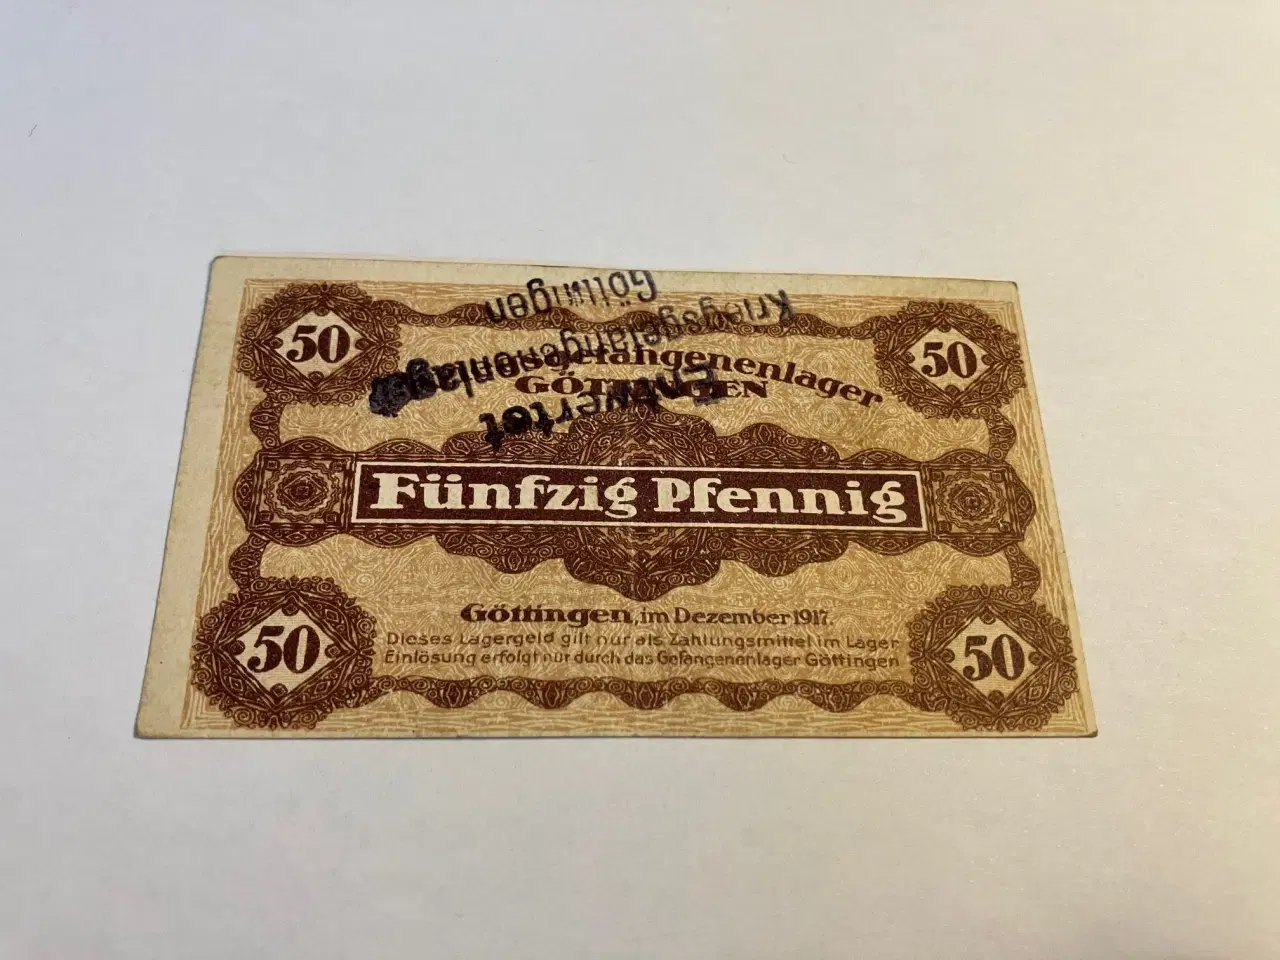 50 50
Kriegsgefangenenlager
GÖTTINGEN
Entwertet
Kriegsgefangenenlager
Göttingen
Fünfzig Pfennig
Göttingen, im Dezember 1917.
Dieses Lagergeld gilt nur als Zahlungsmittel im Lager
Einlösung erfolgt nur durch das Gefangenenlager Göttingen
50 50